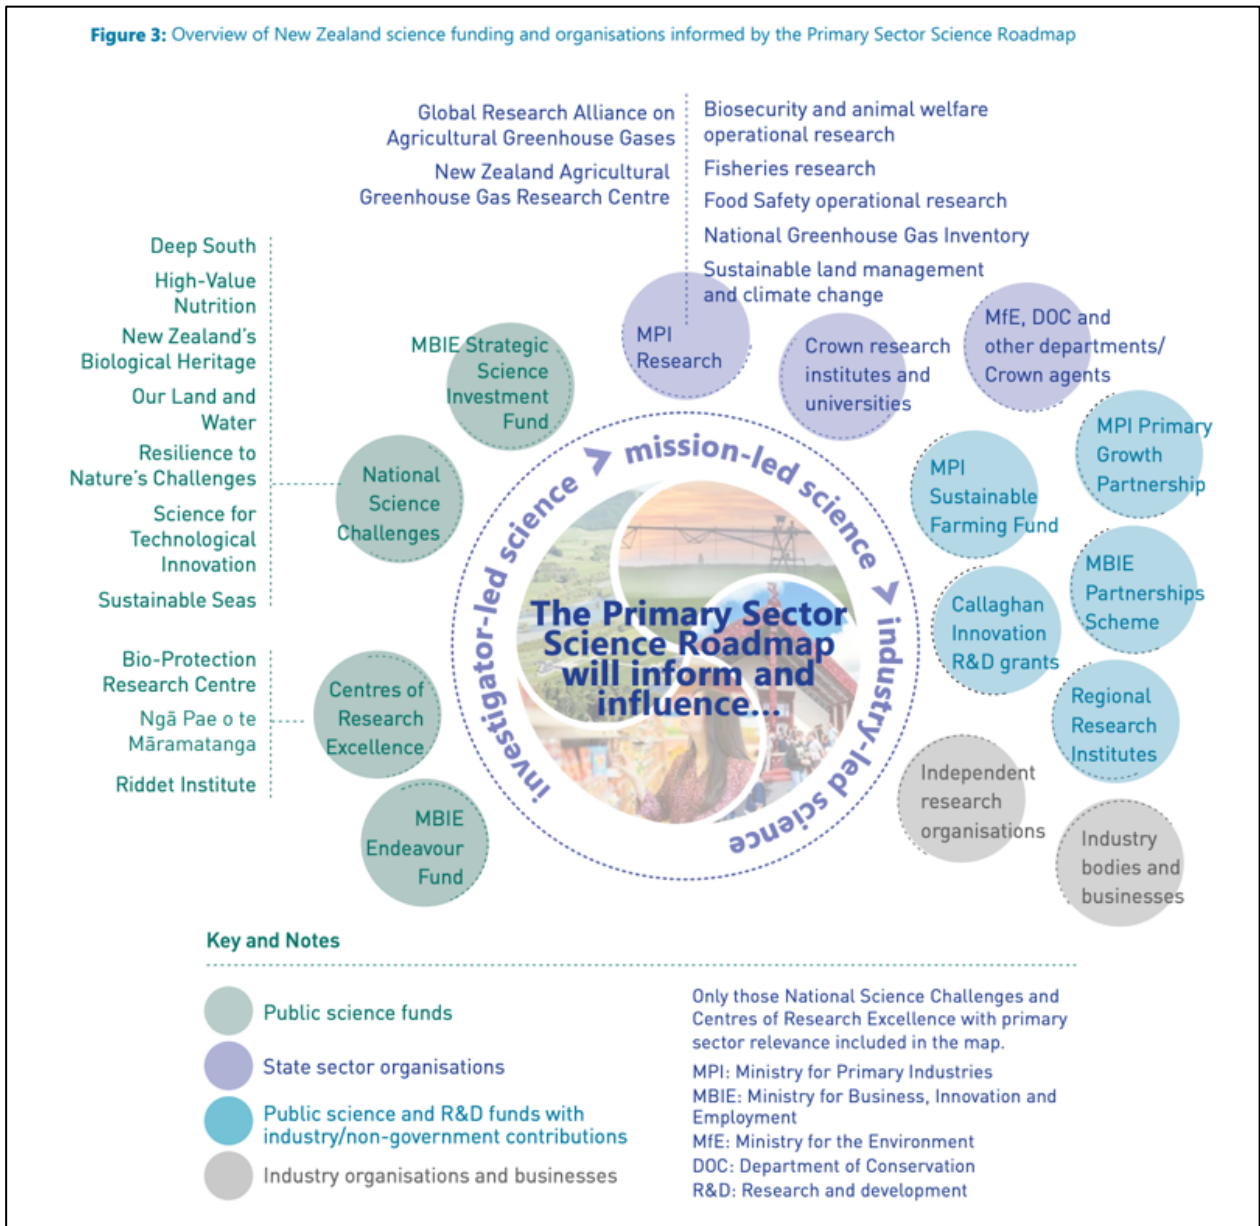 Figure 3: Overview of New Zealand science funding and organisations informed by the Primary Sector Science Roadmap
Global Research Alliance on
Agricultural Greenhouse Gases
New Zealand Agricultural
Greenhouse Gas Research Centre
Biosecurity and animal welfare
operational research
Fisheries research
Food Safety operational research
National Greenhouse Gas Inventory
Sustainable land management
and climate change
Deep South
High-Value
Nutrition
New Zealand's
Biological Heritage
Our Land and
Water
Resilience to
Nature's Challenges
Science for
Technological
Innovation
Sustainable Seas
Bio-Protection
Research Centre
Ngā Pae o te
Māramatanga
Riddet Institute
MBIE Strategic
Science
Investment
Fund
National
Science
Challenges
Centres of
Research
Excellence
MBIE
Endeavour
Fund
MPI
Research
Crown research
institutes and
universities
MfE, DOC and
other departments/
Crown agents
MPI
Sustainable
Farming Fund
MPI Primary
Growth
Partnership
Callaghan
Innovation
R&D grants
MBIE
Partnerships
Scheme
Regional
Research
Institutes
Independent
research
organisations
Industry
bodies and
businesses
investigator-led science > mission-led science > industry-led science
The Primary Sector
Science Roadmap
will inform and
influence...
Key and Notes
Public science funds
State sector organisations
Public science and R&D funds with
industry/non-government contributions
Industry organisations and businesses
Only those National Science Challenges and
Centres of Research Excellence with primary
sector relevance included in the map.
MPI: Ministry for Primary Industries
MBIE: Ministry for Business, Innovation and
Employment
MfE: Ministry for the Environment
DOC: Department of Conservation
R&D: Research and development